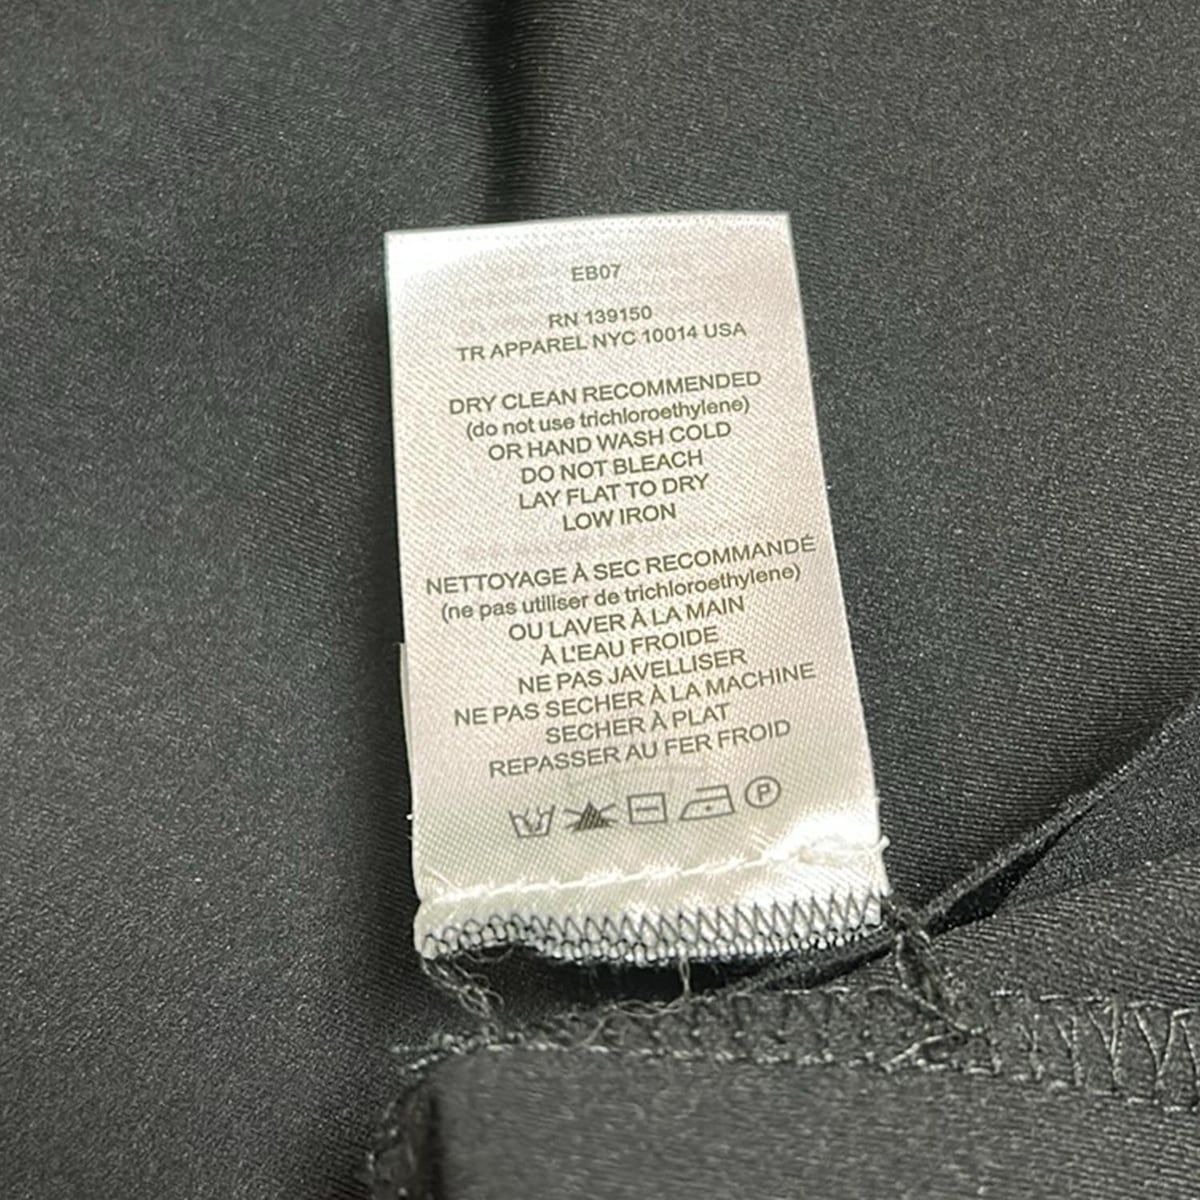 EB07
RN 139150
TR APPAREL NYC 10014 USA
DRY CLEAN RECOMMENDED
(do not use trichloroethylene)
OR HAND WASH COLD
DO NOT BLEACH
LAY FLAT TO DRY
LOW IRON
NETTOYAGE À SEC RECOMMANDÉ
(ne pas utiliser de trichloroethylene)
OU LAVER À LA MAIN
À L'EAU FROIDE
NE PAS JAVELLISER
NE PAS SECHER À LA MACHINE
SECHER À PLAT
REPASSER AU FER FROID
P